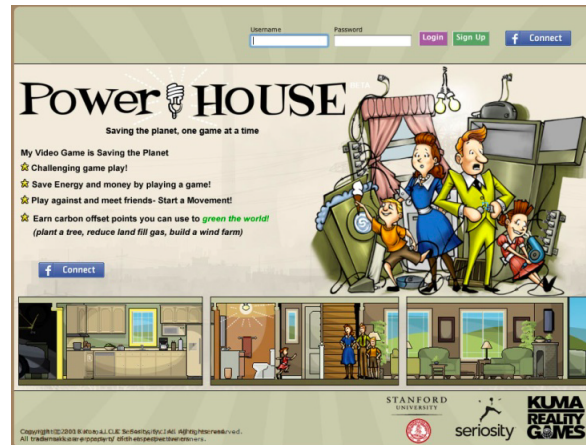 Username
Password
Login
Sign Up
f Connect
Power HOUSE
BETA
Saving the planet, one game at a time
My Video Game is Saving the Planet
Challenging game play!
Save Energy and money by playing a game!
Play against and meet friends- Start a Movement!
Earn carbon offset points you can use to green the world!
(plant a tree, reduce land fill gas, build a wind farm)
f Connect
STANFORD
UNIVERSITY
seriosity
KUMA
REALITY
GAMES